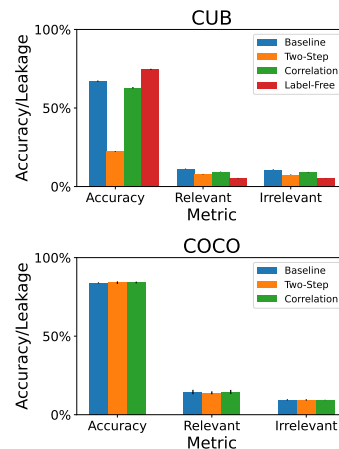 CUB
Accuracy/Leakage
100%
50%
0%
Baseline
Two-Step
Correlation
Label-Free
Accuracy
Relevant
Irrelevant
Metric
COCO
Accuracy/Leakage
100%
50%
0%
Baseline
Two-Step
Correlation
Accuracy
Relevant
Irrelevant
Metric